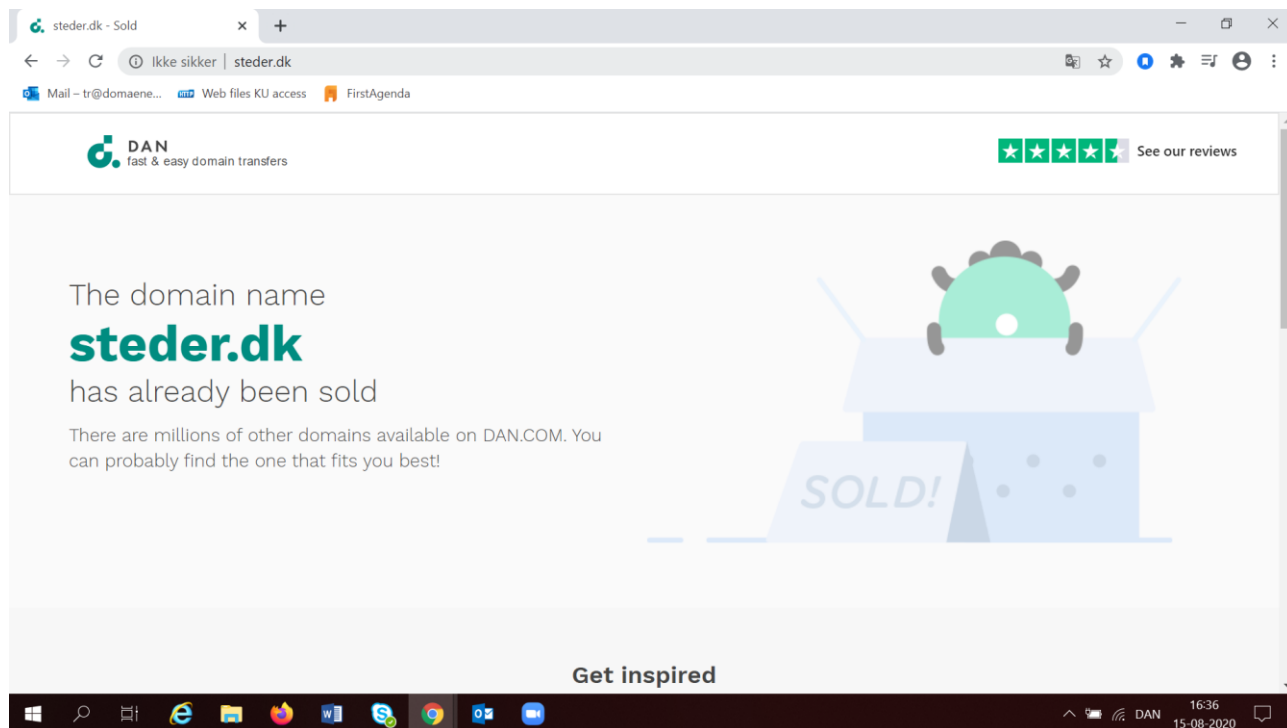 steder.dk - Sold
Ikke sikker | steder.dk
Mail – tr@domaene... Web files KU access FirstAgenda
DAN
fast & easy domain transfers
See our reviews
The domain name
steder.dk
has already been sold
There are millions of other domains available on DAN.COM. You
can probably find the one that fits you best!
SOLD!
Get inspired
DAN
16:36
15-08-2020